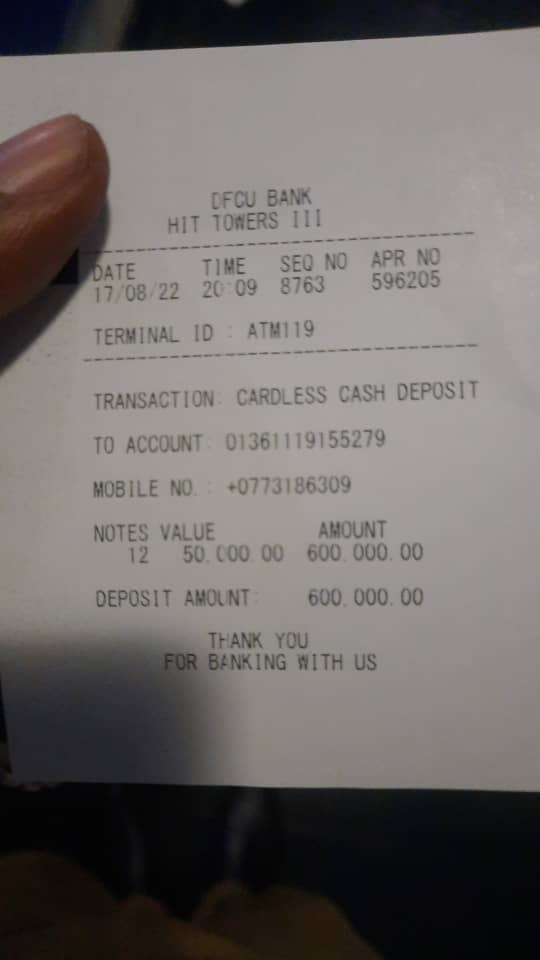 DFCU BANK
HIT TOWERS III
DATE TIME SEQ NO APR NO
17/08/22 20:09 8763 596205
TERMINAL ID : ATM119
TRANSACTION: CARDLESS CASH DEPOSIT
TO ACCOUNT: 01361119155279
MOBILE NO. : +0773186309
NOTES VALUE AMOUNT
12 50.000.00 600.000.00
DEPOSIT AMOUNT: 600.000.00
THANK YOU
FOR BANKING WITH US